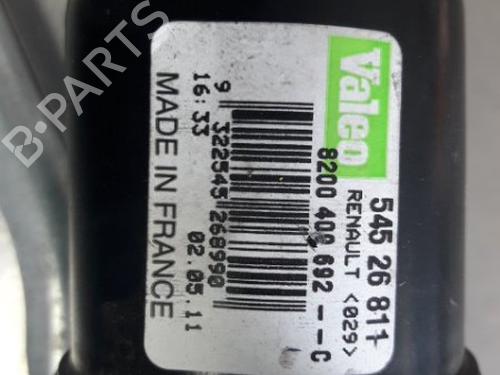 Valeo
545 26 811
RENAULT <029>
8200 408 692 --C
9 322545 268990
16:33
02.05.11
MADE IN FRANCE
B-PARTS